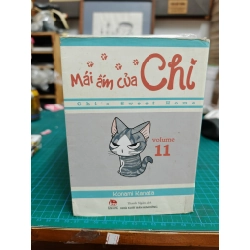 Mái ấm của Chi
Chi's Sweet Home
volume
11
KONAMI KANATA